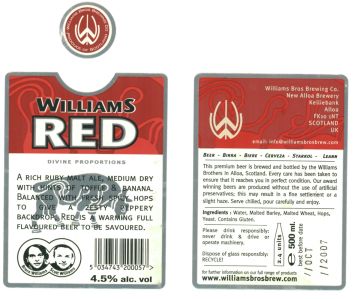 WILLIAMS
RED
DIVINE PROPORTIONS
A RICH RUBY MALT ALE, MEDIUM DRY
WITH HINTS OF TOFFEE & BANANA.
BALANCED WITH FRESH SPICY HOPS
TO GIVE A ZESTY PEPPERY
BACKDROP TO A WARMING FULL
FLAVOURED BEER TO BE SAVOURED.
5 034743 200057 >
4.5% alc. vol
Williams Bros Brewing Co.
New Alloa Brewery
Kelliebank
Alloa
FK10 1NT
SCOTLAND
UK
email: info@williamsbrosbrew.com
BEER - BIRRA - BIERE - CERVEZA - STARROL - LEANN
This premium beer is brewed and bottled by the Williams
Brothers in Alloa, Scotland. Every care has been taken to
ensure that it reaches you in perfect condition. Our award
winning beers are produced without the use of artificial
preservatives; this may result in a fine settlement or a
slight haze. Serve chilled, pour carefully and enjoy.
Ingredients : Water, Malted Barley, Malted Wheat, Hops,
Yeast. Contains Gluten.
Please drink responsibly;
never drink & drive or
operate machinery.
Dispose of glass responsibly:
RECYCLE!
e 500 ml
best before date
//OCT
//2007
for further information on our full range of products
www.williamsbrosbrew.com